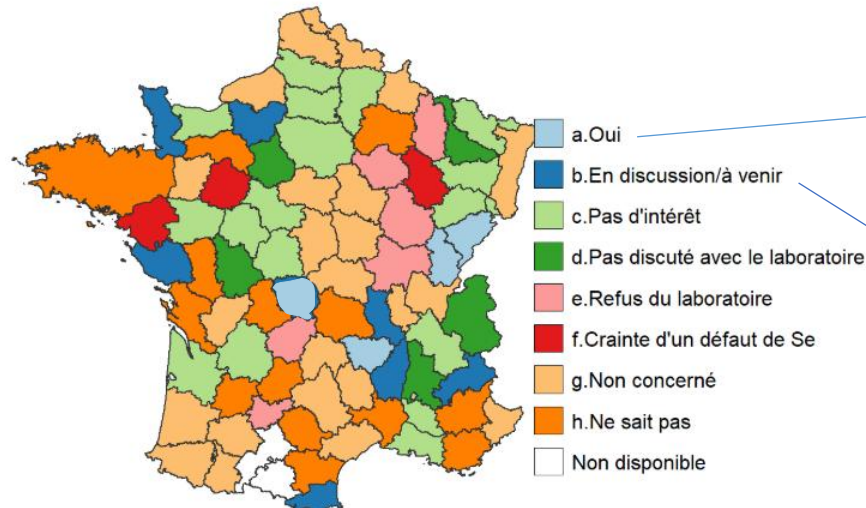 a.Oui
b.En discussion/à venir
c.Pas d'intérêt
d.Pas discuté avec le laboratoire
e.Refus du laboratoire
f.Crainte d'un défaut de Se
g.Non concerné
h.Ne sait pas
Non disponible